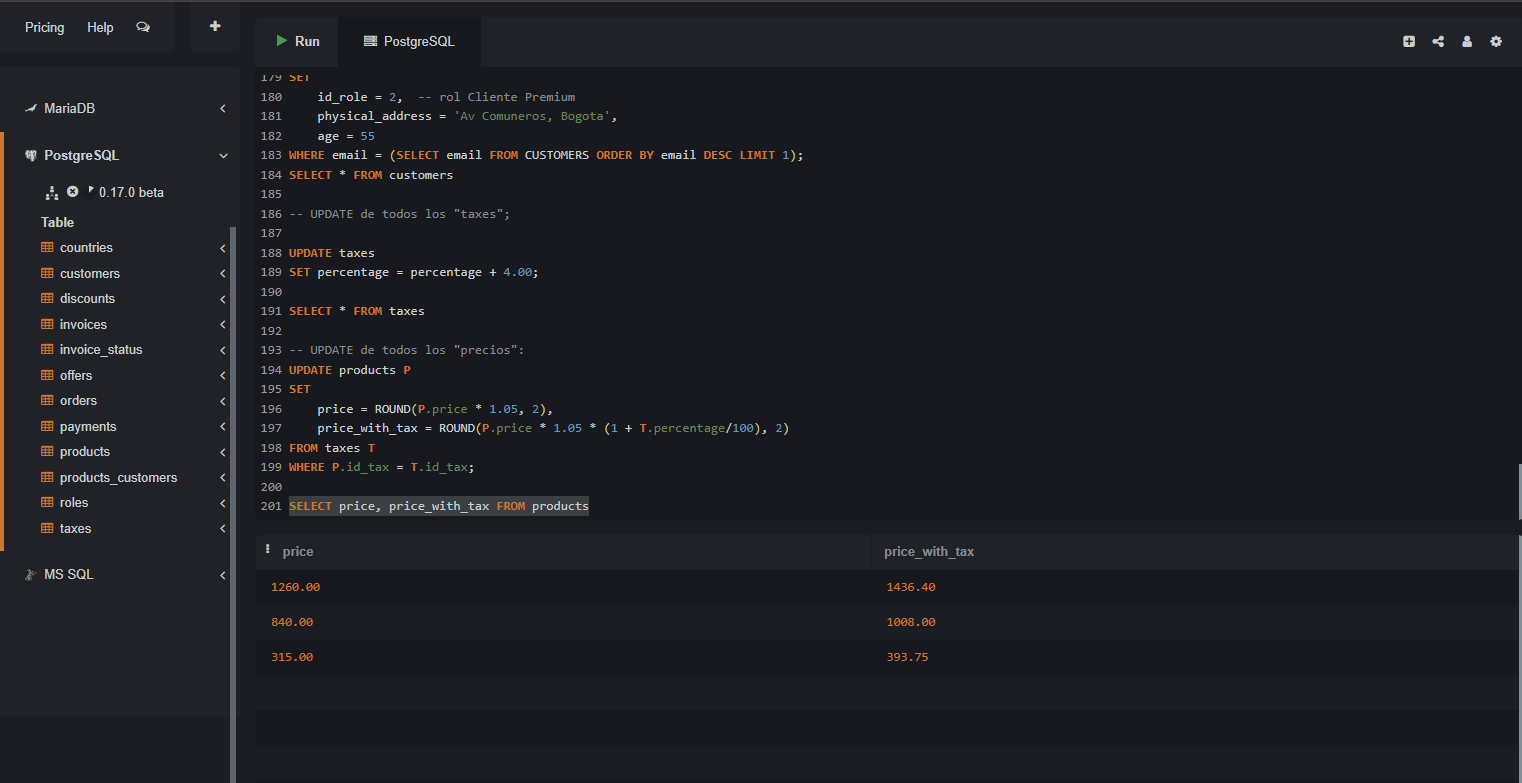 Pricing Help
Run PostgreSQL
MariaDB
PostgreSQL
0.17.0 beta
Table
countries
customers
discounts
invoices
invoice_status
offers
orders
payments
products
products_customers
roles
taxes
MS SQL
179 SET
180 id_role = 2, -- rol Cliente Premium
181 physical_address = 'Av Comuneros, Bogota',
182 age = 55
183 WHERE email = (SELECT email FROM CUSTOMERS ORDER BY email DESC LIMIT 1);
184 SELECT * FROM customers
185
186 -- UPDATE de todos los "taxes";
187
188 UPDATE taxes
189 SET percentage = percentage + 4.00;
190
191 SELECT * FROM taxes
192
193 -- UPDATE de todos los "precios":
194 UPDATE products P
195 SET
196 price = ROUND(P.price * 1.05, 2),
197 price_with_tax = ROUND(P.price * 1.05 * (1 + T.percentage/100), 2)
198 FROM taxes T
199 WHERE P.id_tax = T.id_tax;
200
201 SELECT price, price_with_tax FROM products
price price_with_tax
1260.00 1436.40
840.00 1008.00
315.00 393.75